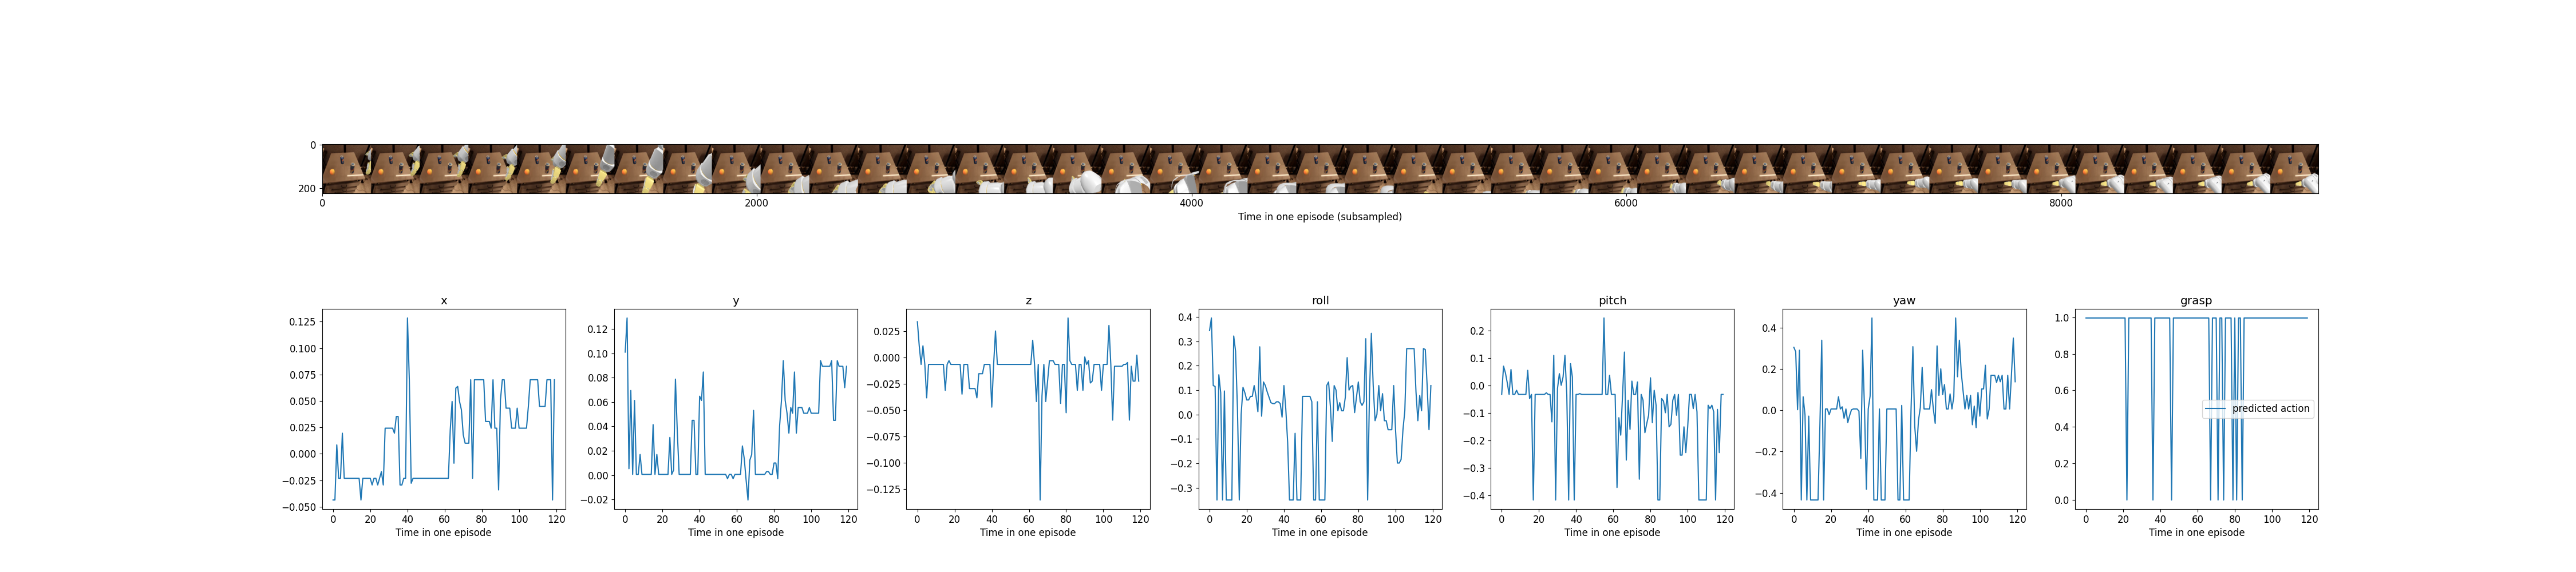 0
200
0 2000 4000 6000 8000
Time in one episode (subsampled)
x
0.125
0.100
0.075
0.050
0.025
0.000
−0.025
−0.050
0 20 40 60 80 100 120
Time in one episode
y
0.12
0.10
0.08
0.06
0.04
0.02
0.00
−0.02
0 20 40 60 80 100 120
Time in one episode
z
0.025
0.000
−0.025
−0.050
−0.075
−0.100
−0.125
0 20 40 60 80 100 120
Time in one episode
roll
0.4
0.3
0.2
0.1
0.0
−0.1
−0.2
−0.3
0 20 40 60 80 100 120
Time in one episode
pitch
0.2
0.1
0.0
−0.1
−0.2
−0.3
−0.4
0 20 40 60 80 100 120
Time in one episode
yaw
0.4
0.2
0.0
−0.2
−0.4
0 20 40 60 80 100 120
Time in one episode
grasp
1.0
0.8
0.6
0.4
0.2
0.0
predicted action
0 20 40 60 80 100 120
Time in one episode